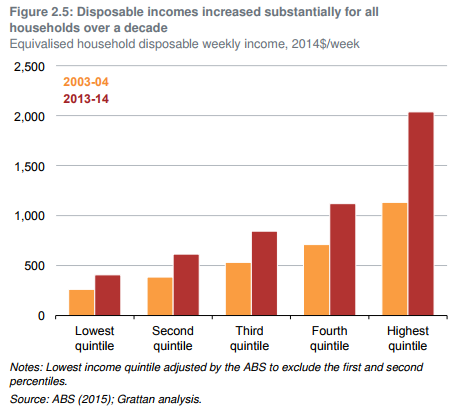 Figure 2.5: Disposable incomes increased substantially for all
households over a decade
Equivalised household disposable weekly income, 2014$/week
2,500
2003-04
2013-14
2,000
1,500
1,000
500
0
Lowest quintile
Second quintile
Third quintile
Fourth quintile
Highest quintile
Notes: Lowest income quintile adjusted by the ABS to exclude the first and second
percentiles.
Source: ABS (2015); Grattan analysis.